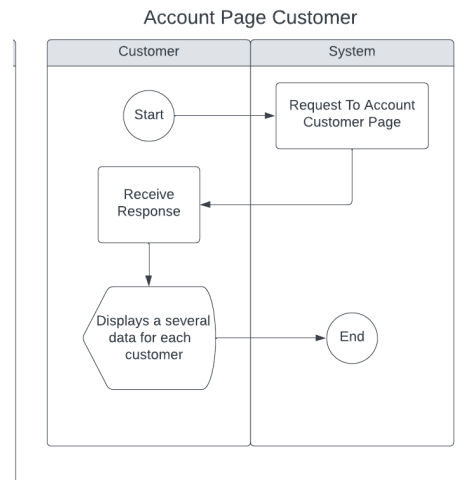 Account Page Customer
Customer
System
Start
Request To Account
Customer Page
Receive
Response
Displays a several
data for each
customer
End